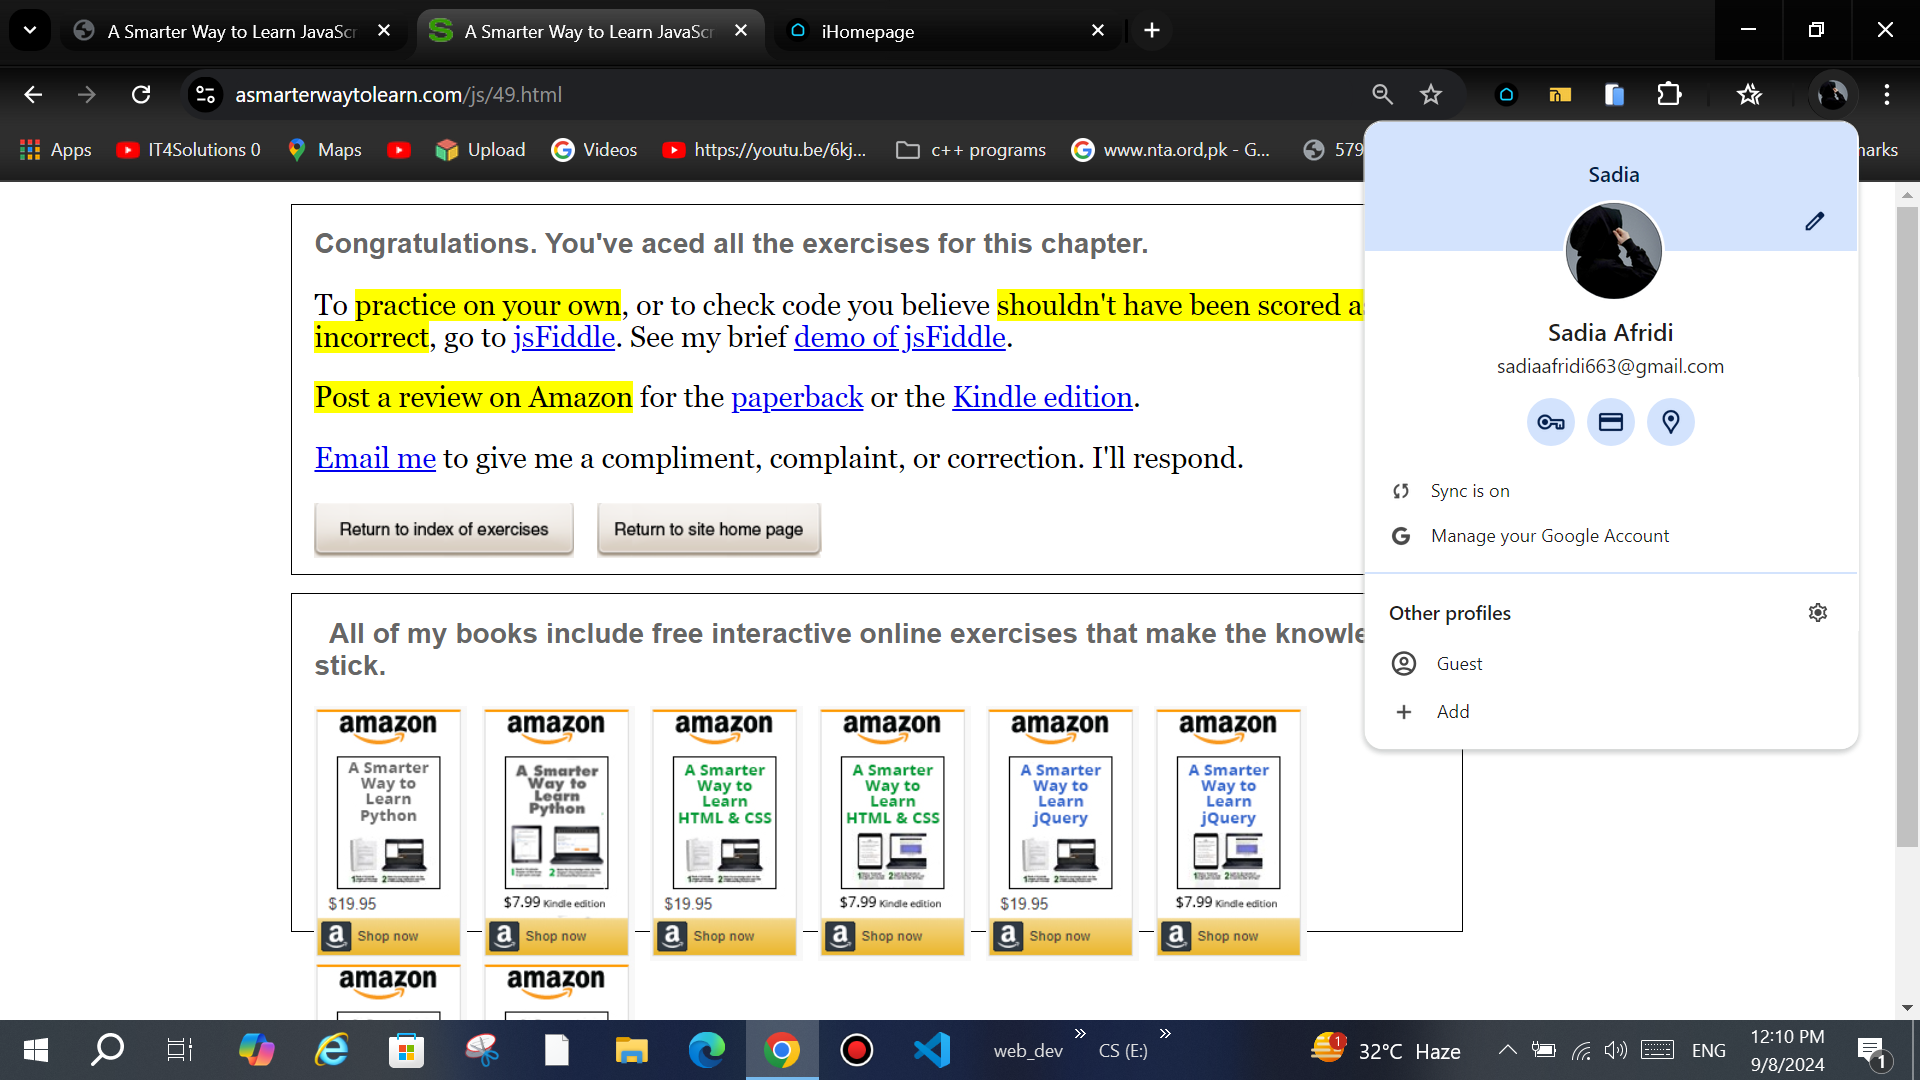 A Smarter Way to Learn JavaScr
A Smarter Way to Learn JavaScr
iHomepage
asmarterwaytolearn.com/js/49.html
Apps
IT4Solutions 0
Maps
Upload
Videos
https://youtu.be/6kj...
c++ programs
www.nta.ord,pk - G...
579
narks
Congratulations. You've aced all the exercises for this chapter.
To practice on your own, or to check code you believe shouldn't have been scored as
incorrect, go to jsFiddle. See my brief demo of jsFiddle.
Post a review on Amazon for the paperback or the Kindle edition.
Email me to give me a compliment, complaint, or correction. I'll respond.
Return to index of exercises
Return to site home page
Sadia
Sadia Afridi
sadiaafridi663@gmail.com
Sync is on
Manage your Google Account
Other profiles
Guest
Add
All of my books include free interactive online exercises that make the knowle
stick.
amazon
A Smarter
Way to
Learn
Python
$19.95
Shop now
amazon
A Smarter
Way to
Learn
Python
$7.99 Kindle edition
Shop now
amazon
A Smarter
Way to
Learn
HTML & CSS
$19.95
Shop now
amazon
A Smarter
Way to
Learn
HTML & CSS
$7.99 Kindle edition
Shop now
amazon
A Smarter
Way to
Learn
jQuery
$19.95
Shop now
amazon
A Smarter
Way to
Learn
jQuery
$7.99 Kindle edition
Shop now
amazon
amazon
web_dev
CS (E:)
1
32°C Haze
ENG
12:10 PM
9/8/2024
1